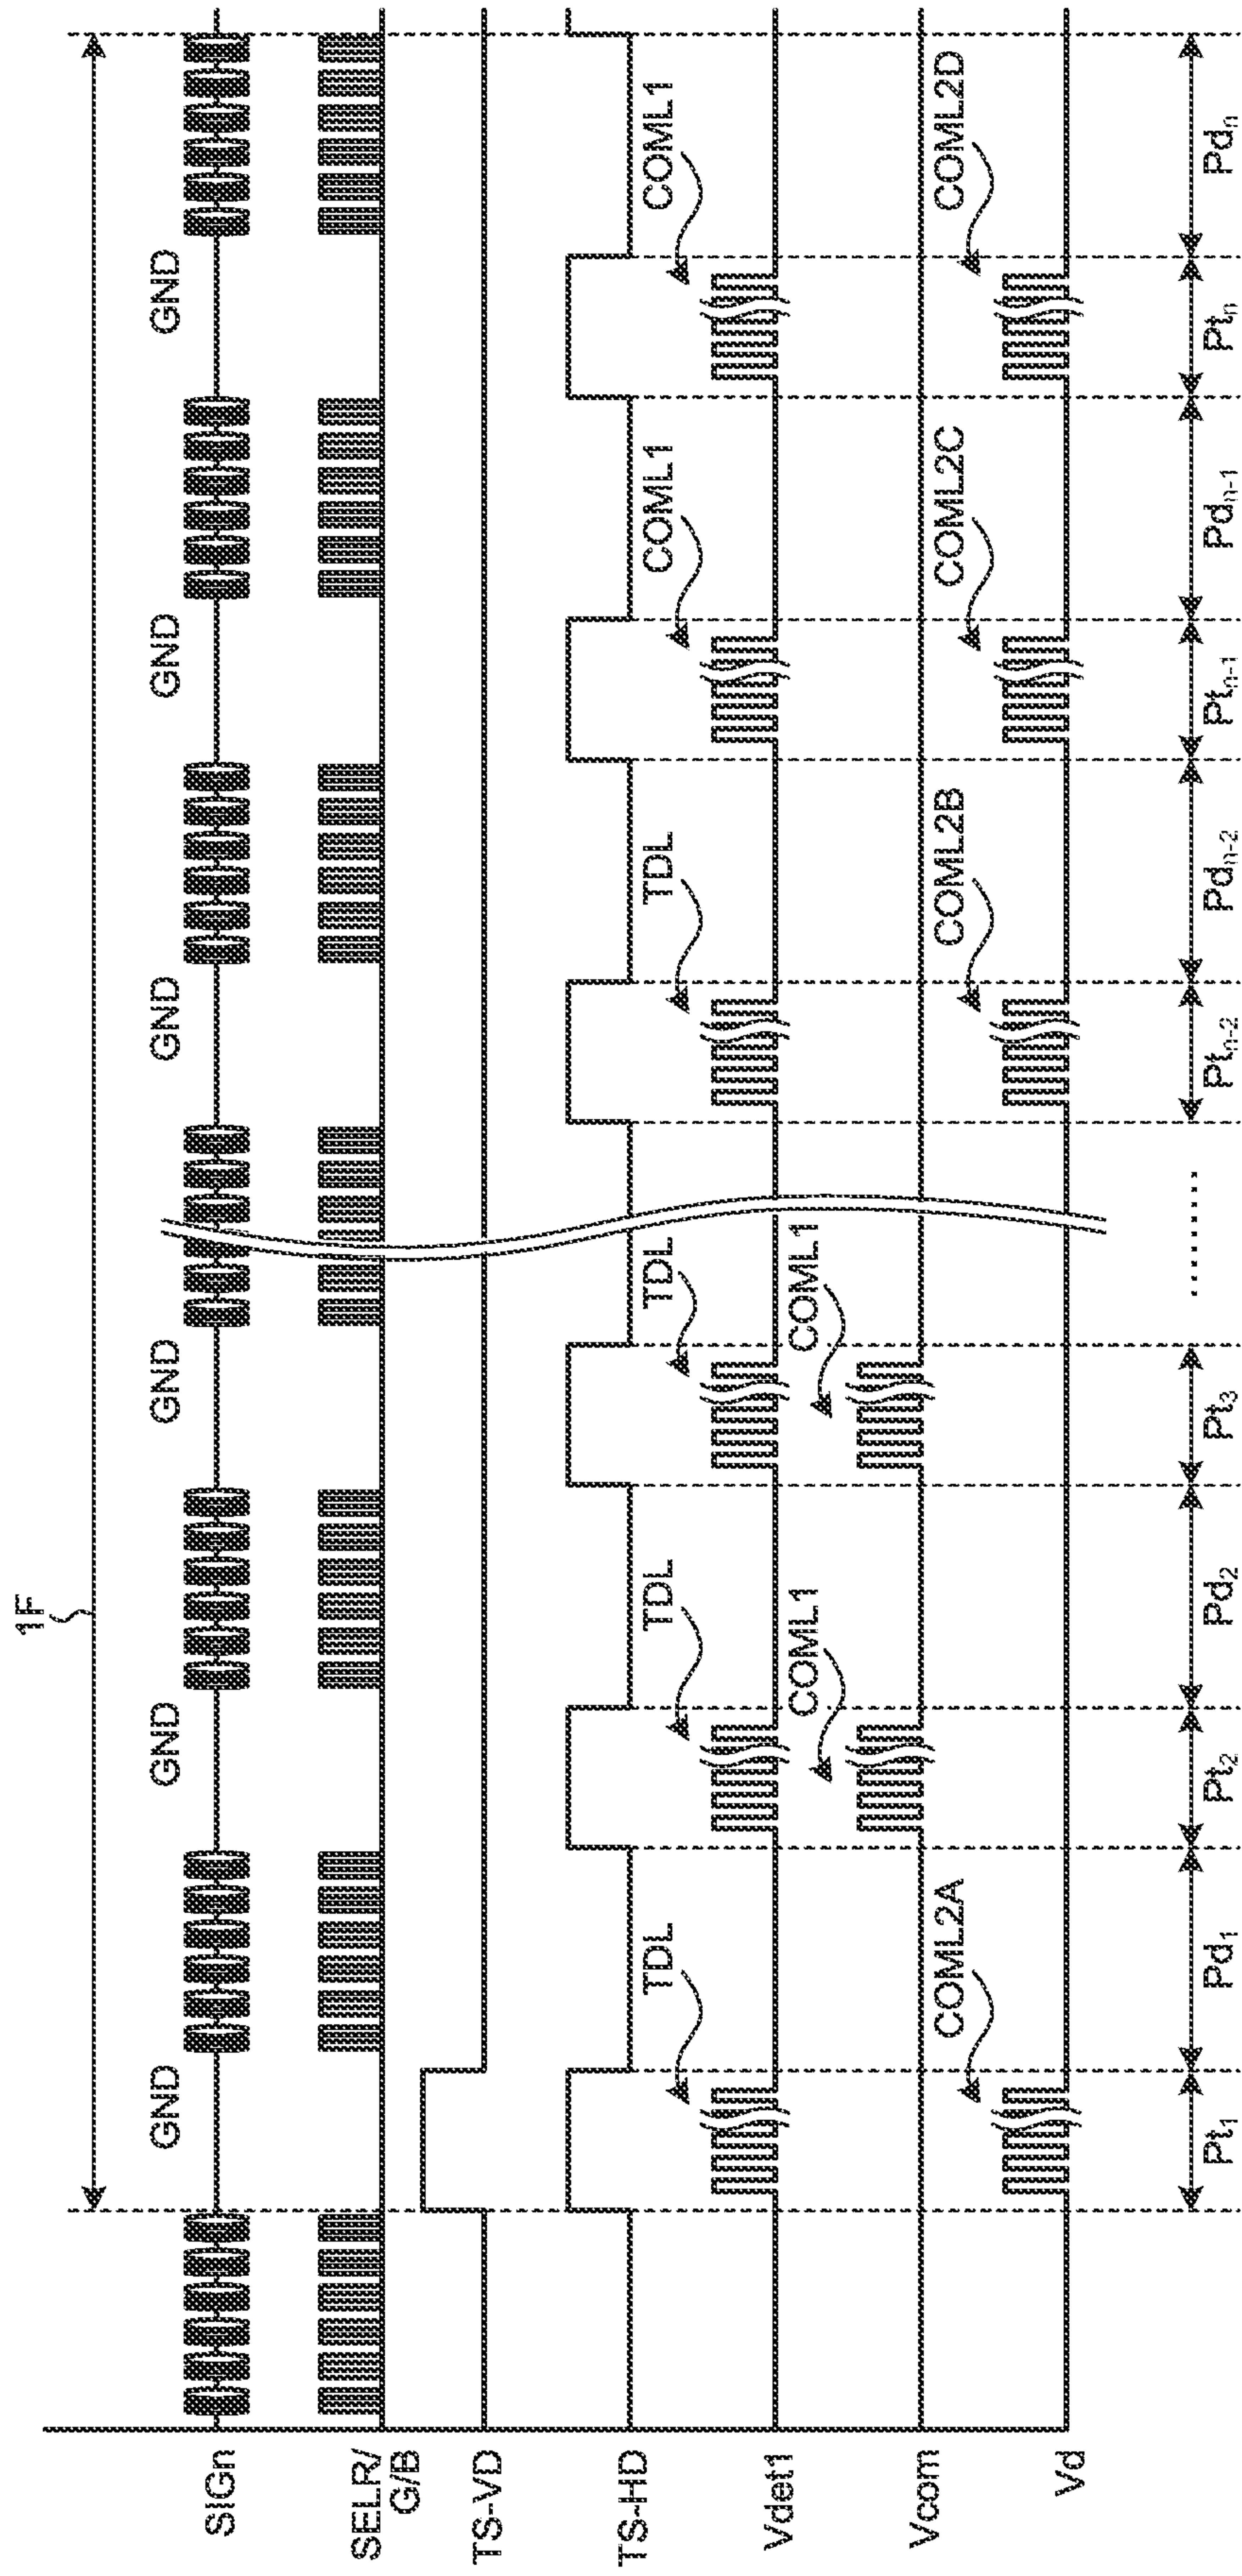 1F
SIGn
GND
GND
GND
GND
GND
GND
SELR/
G/B
TS-VD
TS-HD
Vdet1
TDL
TDL
TDL
TDL
COML1
COML1
Vcom
COML1
COML1
Vd
COML2A
COML2B
COML2C
COML2D
Pt1
Pd1
Pt2
Pd2
Pt3
........
Ptn-2
Pdn-2
Ptn-1
Pdn-1
Ptn
Pdn